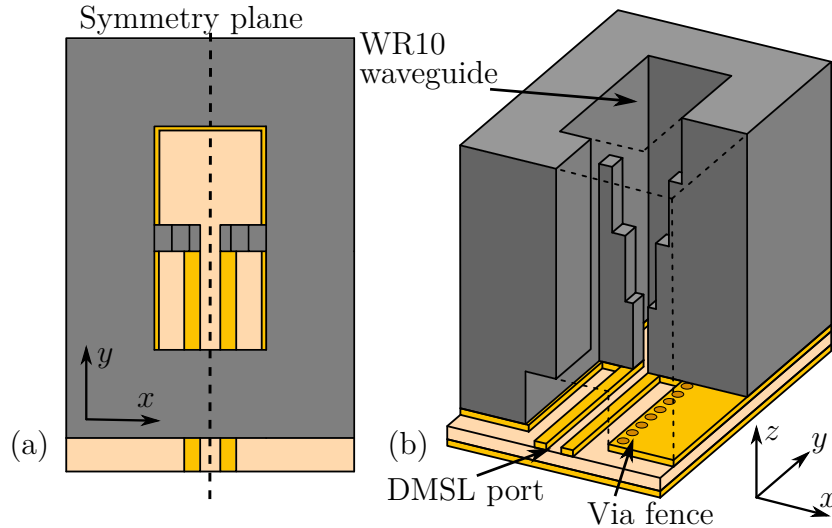 Symmetry plane
WR10
waveguide
y
x
(a)
(b)
DMSL port
Via fence
z
y
x